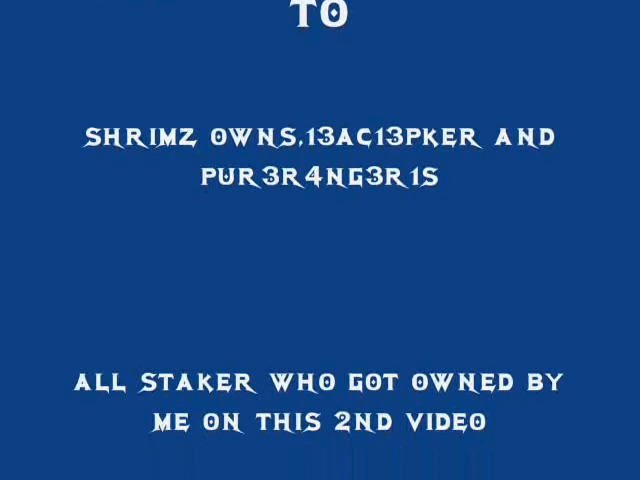 TO
SHRIMZ OWNS,13AC13PKER AND
PUR3R4NG3R1S
ALL STAKER WHO GOT OWNED BY
ME ON THIS 2ND VIDEO